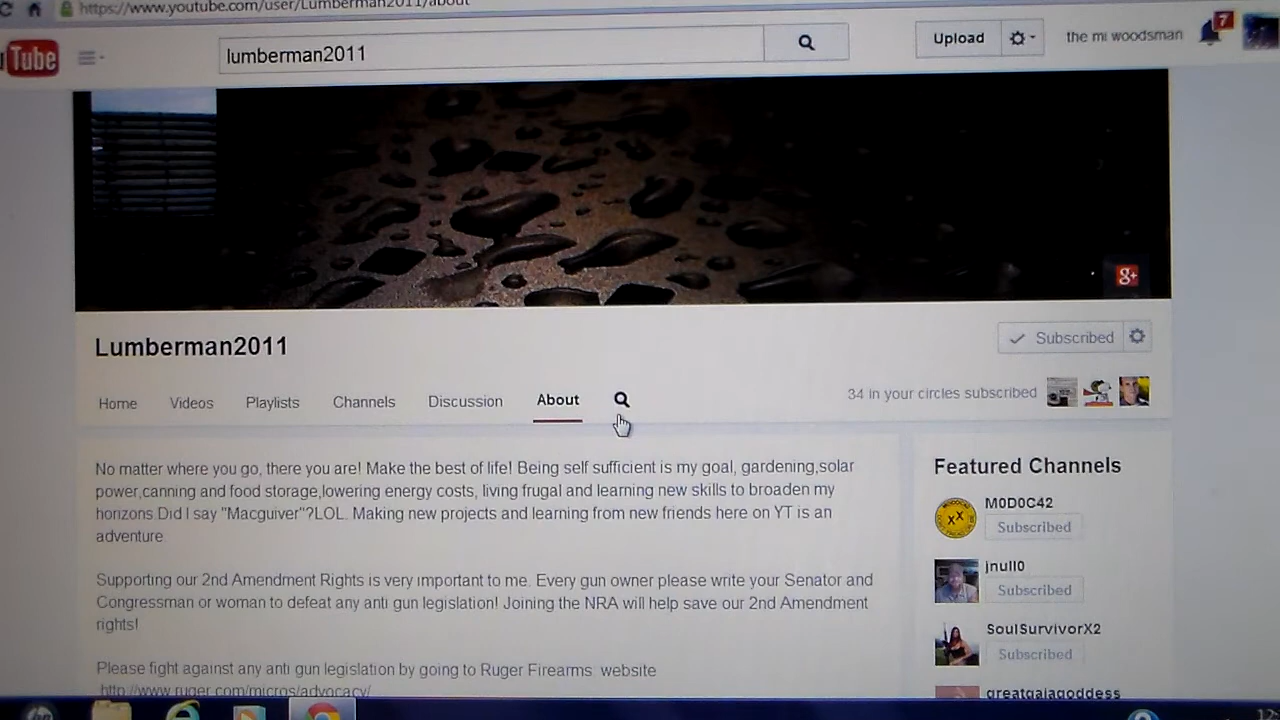 https://www.youtube.com/user/Lumberman2011/about
Tube
lumberman2011
Upload
the mi woodsman
7
g+
Lumberman2011
Subscribed
Home Videos Playlists Channels Discussion About
34 in your circles subscribed
No matter where you go, there you are! Make the best of life! Being self sufficient is my goal, gardening,solar
power,canning and food storage,lowering energy costs, living frugal and learning new skills to broaden my
horizons.Did I say "Macguiver"?LOL. Making new projects and learning from new friends here on YT is an
adventure.
Supporting our 2nd Amendment Rights is very important to me. Every gun owner please write your Senator and
Congressman or woman to defeat any anti gun legislation! Joining the NRA will help save our 2nd Amendment
rights!
Please fight against any anti gun legislation by going to Ruger Firearms website
http://www.ruger.com/micros/advocacy/
Featured Channels
M0D0C42
Subscribed
jnull0
Subscribed
SoulSurvivorX2
Subscribed
greatgaiagoddess
hp